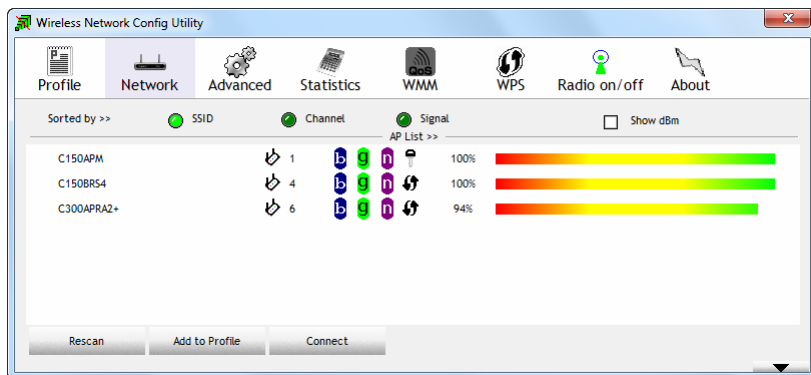 Wireless Network Config Utility
Profile Network Advanced Statistics WMM WPS Radio on/off About
QoS
Sorted by >> SSID Channel Signal Show dBm
AP List >>
C150APM 1 b g n 100%
C150BRS4 4 b g n 100%
C300APRA2+ 6 b g n 94%
Rescan Add to Profile Connect